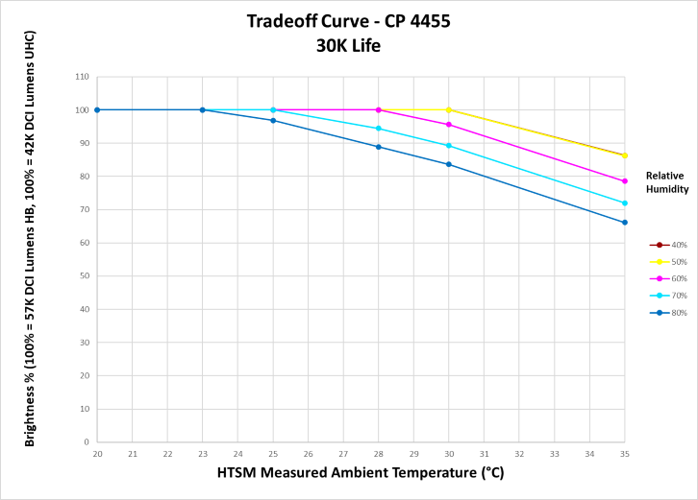 Tradeoff Curve - CP 4455
30K Life
Brightness % (100% = 57K DCI Lumens HB, 100% = 42K DCI Lumens UHC)
110
100
90
80
70
60
50
40
30
20
10
0
20 21 22 23 24 25 26 27 28 29 30 31 32 33 34 35
HTSM Measured Ambient Temperature (°C)
Relative
Humidity
40%
50%
60%
70%
80%